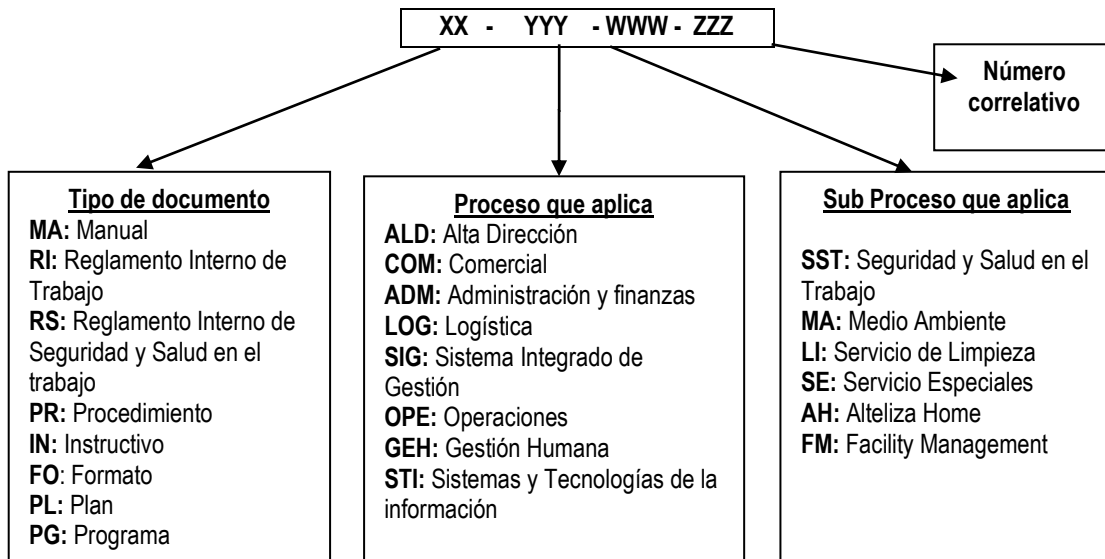 XX - YYY - WWW - ZZZ
Número
correlativo
Tipo de documento
MA: Manual
RI: Reglamento Interno de
Trabajo
RS: Reglamento Interno de
Seguridad y Salud en el
trabajo
PR: Procedimiento
IN: Instructivo
FO: Formato
PL: Plan
PG: Programa
Proceso que aplica
ALD: Alta Dirección
COM: Comercial
ADM: Administración y finanzas
LOG: Logística
SIG: Sistema Integrado de
Gestión
OPE: Operaciones
GEH: Gestión Humana
STI: Sistemas y Tecnologías de la
información
Sub Proceso que aplica
SST: Seguridad y Salud en el
Trabajo
MA: Medio Ambiente
LI: Servicio de Limpieza
SE: Servicio Especiales
AH: Alteliza Home
FM: Facility Management